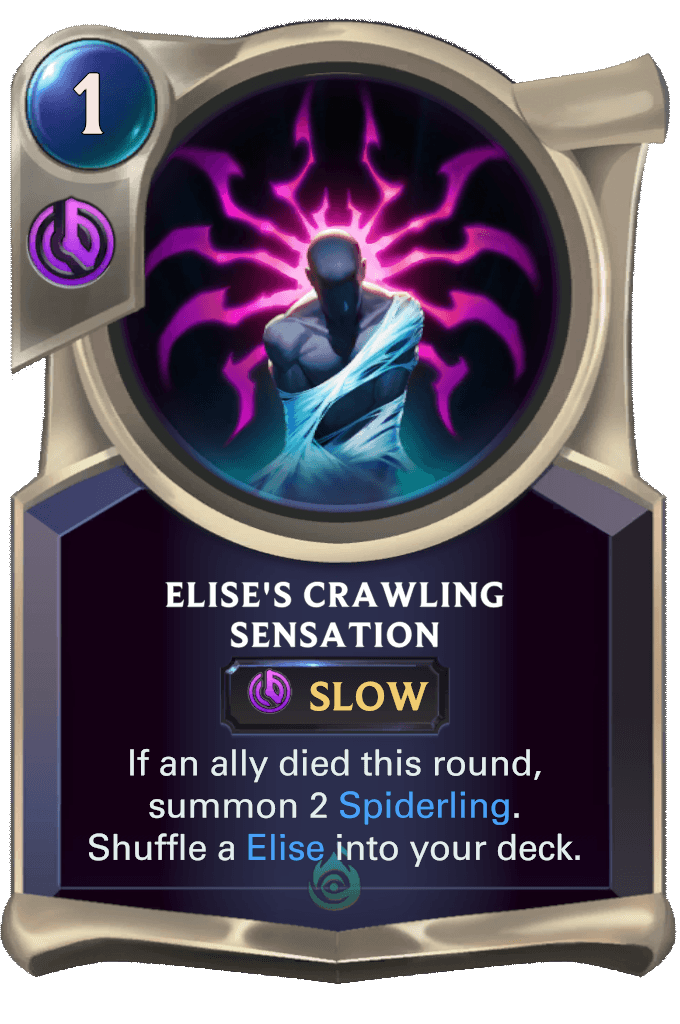 1
ELISE'S CRAWLING
SENSATION
SLOW
If an ally died this round,
summon 2 Spiderling.
Shuffle a Elise into your deck.